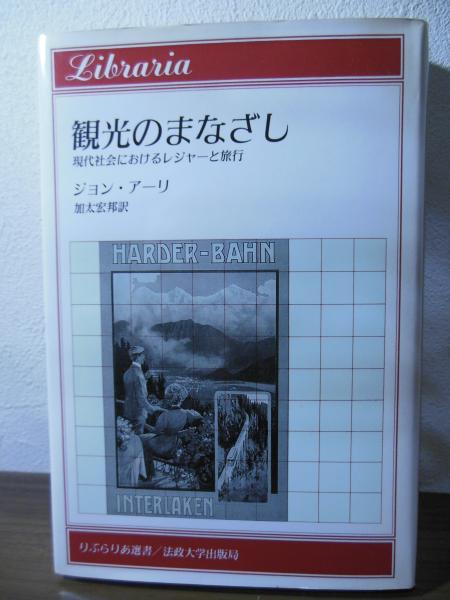 Libraria
観光のまなざし
現代社会におけるレジャーと旅行
ジョン・アーリ
加太宏邦訳
HARDER-BAHN
INTERLAKEN
りぶらりあ選書／法政大学出版局